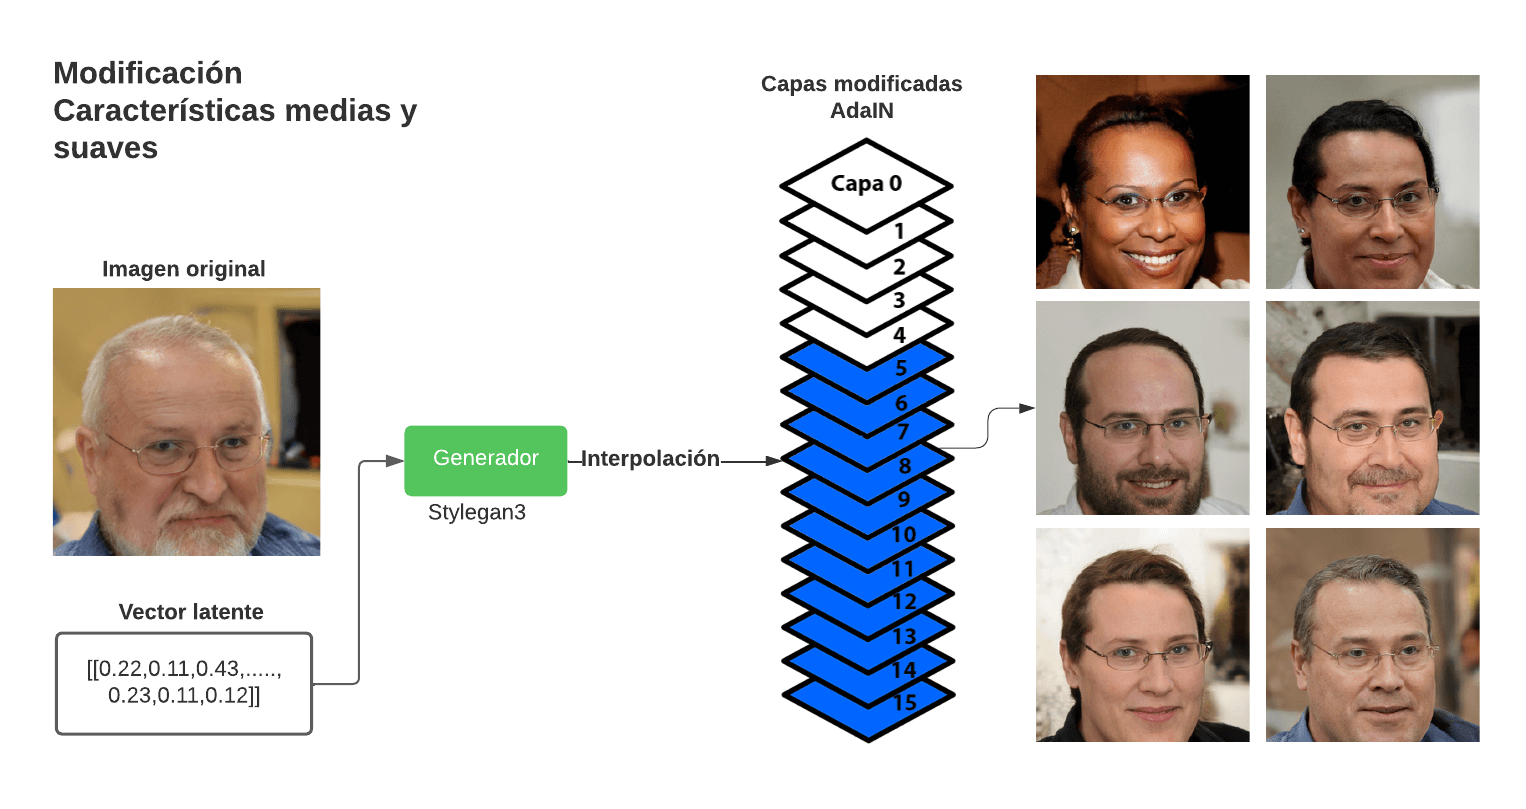 Modificación
Características medias y
suaves
Imagen original
Vector latente
[[0.22,0.11,0.43,.....,
0.23,0.11,0.12]]
Generador
Stylegan3
Interpolación
Capas modificadas
AdaIN
Capa 0
1
2
3
4
5
6
7
8
9
10
11
12
13
14
15